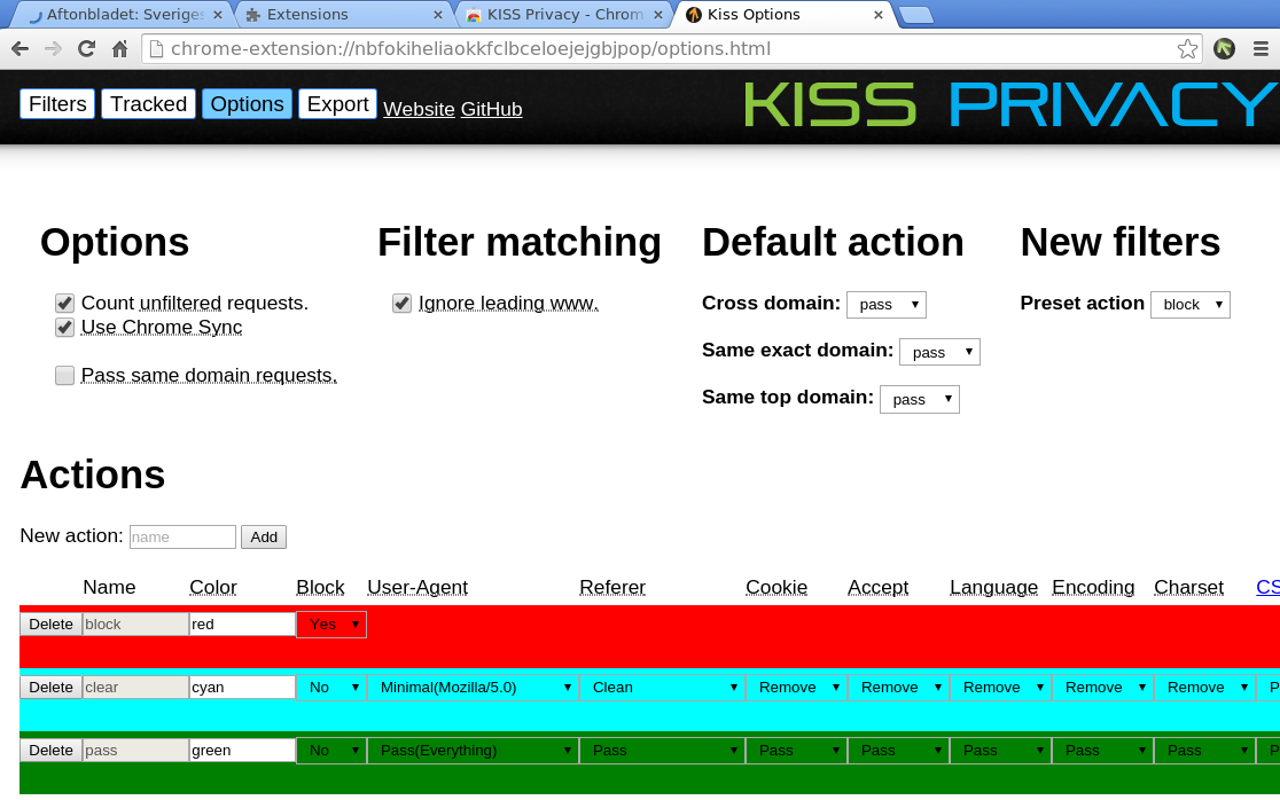 Aftonbladet: Sveriges Extensions KISS Privacy - Chrom Kiss Options
chrome-extension://nbfokiheliaokkfclbceloejejgbjpop/options.html
Filters Tracked Options Export Website GitHub KISS PRIVACY
Options Filter matching Default action New filters
Count unfiltered requests. Ignore leading www. Cross domain: pass Preset action block
Use Chrome Sync
Same exact domain: pass
Pass same domain requests.
Same top domain: pass
Actions
New action: name Add
Name Color Block User-Agent Referer Cookie Accept Language Encoding Charset CS
Delete block red Yes
Delete clear cyan No Minimal(Mozilla/5.0) Clean Remove Remove Remove Remove Remove P
Delete pass green No Pass(Everything) Pass Pass Pass Pass Pass Pass P